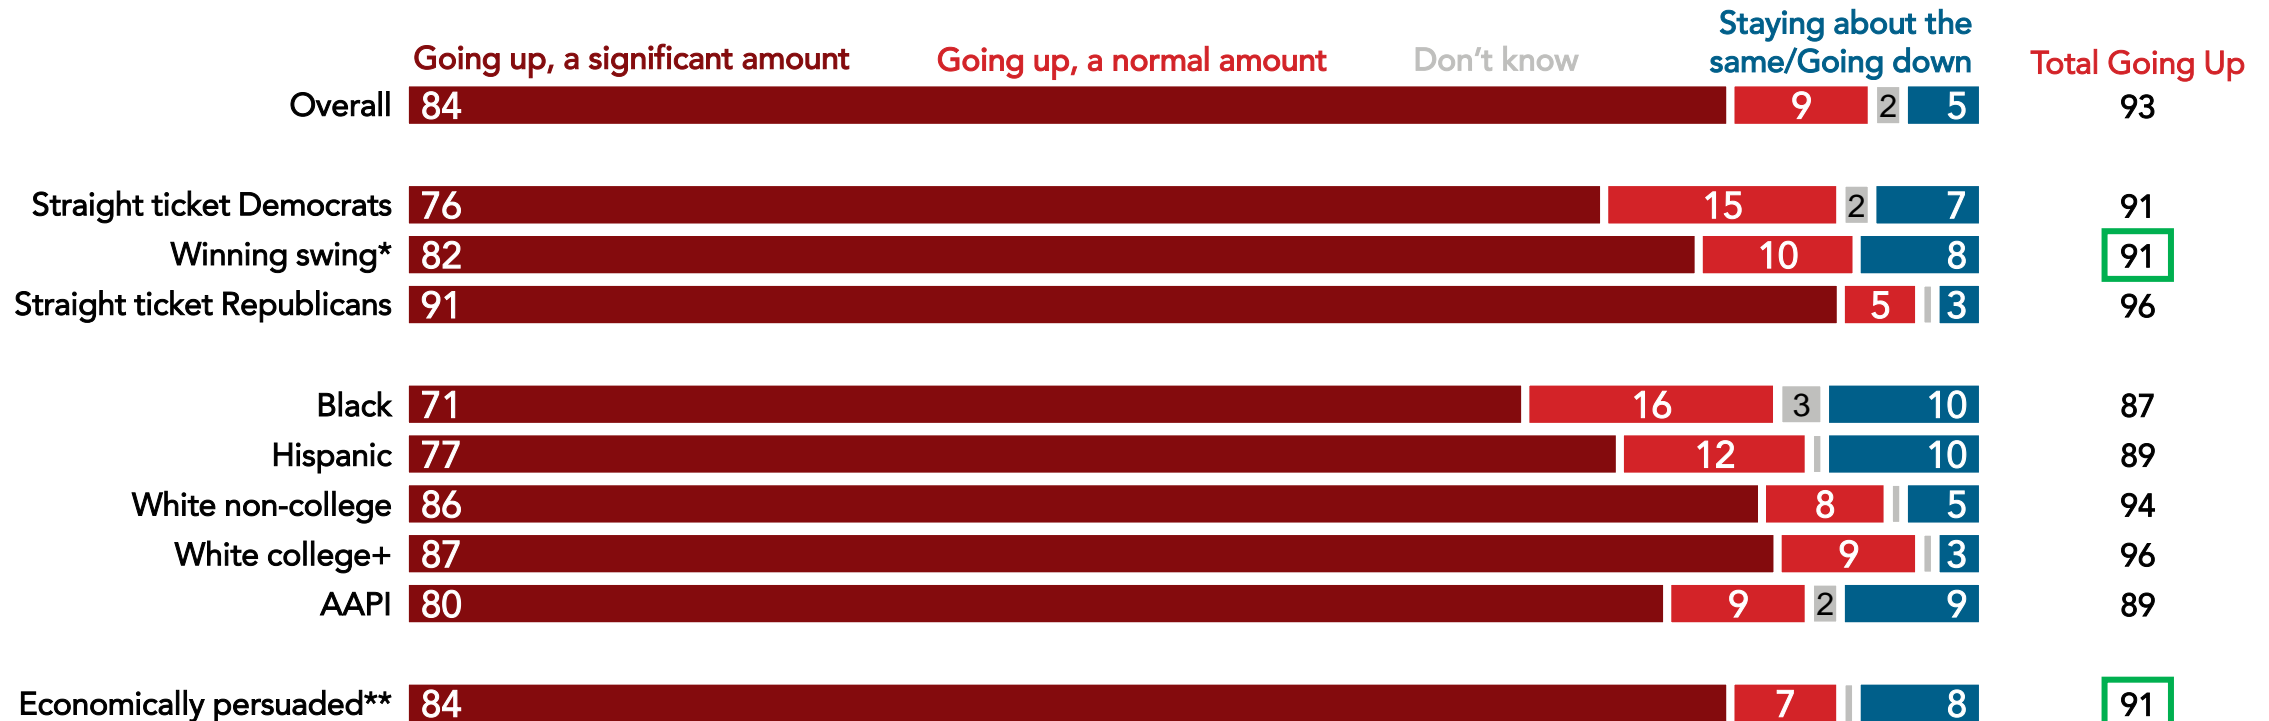 Going up, a significant amount Going up, a normal amount Don't know Staying about the same/Going down Total Going Up
Overall 84 9 2 5 93
Straight ticket Democrats 76 15 2 7 91
Winning swing* 82 10 8 91
Straight ticket Republicans 91 5 3 96
Black 71 16 3 10 87
Hispanic 77 12 10 89
White non-college 86 8 5 94
White college+ 87 9 3 96
AAPI 80 9 2 9 89
Economically persuaded** 84 7 8 91